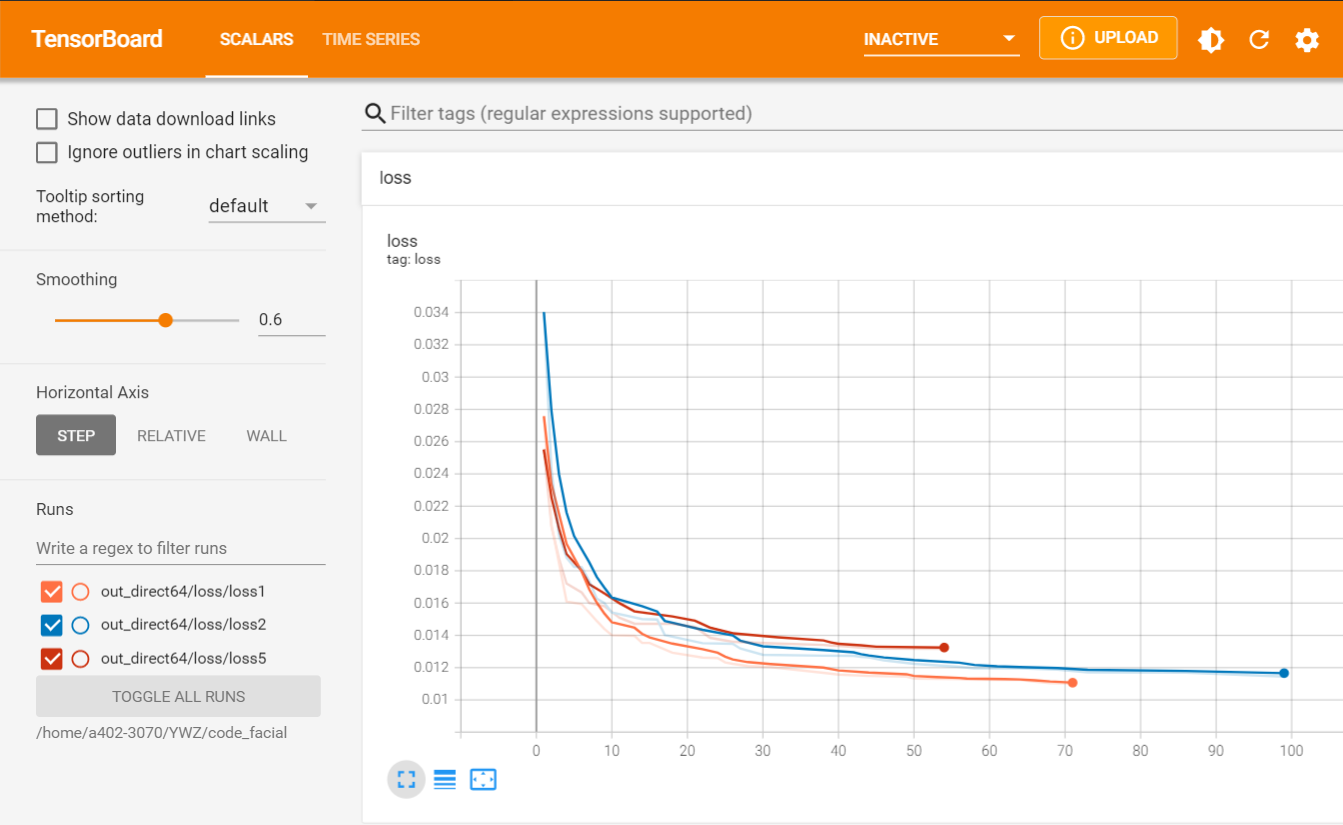 TensorBoard
SCALARS
TIME SERIES
INACTIVE
UPLOAD
Show data download links
Ignore outliers in chart scaling
Tooltip sorting
method:
default
Smoothing
0.6
Horizontal Axis
STEP
RELATIVE
WALL
Runs
Write a regex to filter runs
out_direct64/loss/loss1
out_direct64/loss/loss2
out_direct64/loss/loss5
TOGGLE ALL RUNS
/home/a402-3070/YWZ/code_facial
Filter tags (regular expressions supported)
loss
loss
tag: loss
0.034
0.032
0.03
0.028
0.026
0.024
0.022
0.02
0.018
0.016
0.014
0.012
0.01
0 10 20 30 40 50 60 70 80 90 100